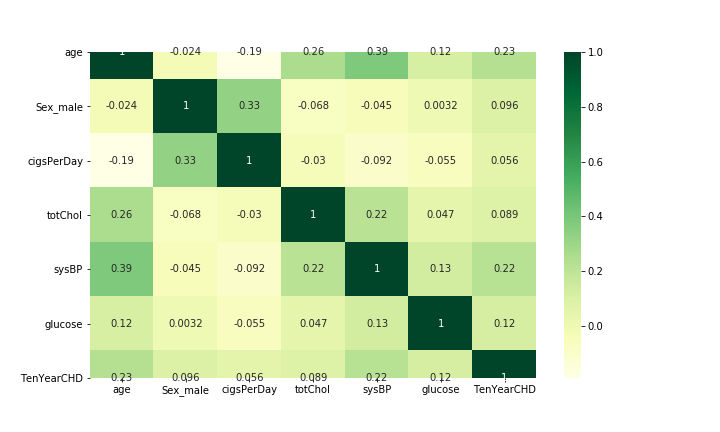 age 1 -0.024 -0.19 0.26 0.39 0.12 0.23
Sex_male -0.024 1 0.33 -0.068 -0.045 0.0032 0.096
cigsPerDay -0.19 0.33 1 -0.03 -0.092 -0.055 0.056
totChol 0.26 -0.068 -0.03 1 0.22 0.047 0.089
sysBP 0.39 -0.045 -0.092 0.22 1 0.13 0.22
glucose 0.12 0.0032 -0.055 0.047 0.13 1 0.12
TenYearCHD 0.23 0.096 0.056 0.089 0.22 0.12 1
age Sex_male cigsPerDay totChol sysBP glucose TenYearCHD
1.0
0.8
0.6
0.4
0.2
0.0